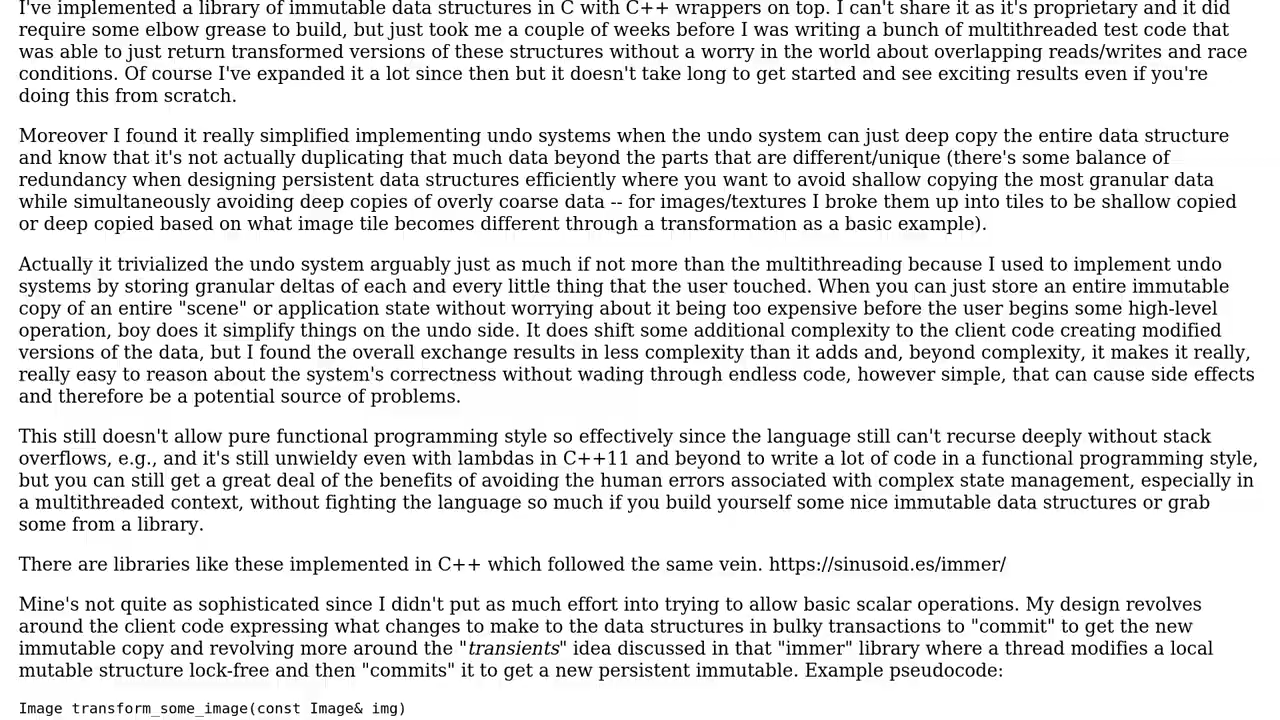 I've implemented a library of immutable data structures in C with C++ wrappers on top. I can't share it as it's proprietary and it did
require some elbow grease to build, but just took me a couple of weeks before I was writing a bunch of multithreaded test code that
was able to just return transformed versions of these structures without a worry in the world about overlapping reads/writes and race
conditions. Of course I've expanded it a lot since then but it doesn't take long to get started and see exciting results even if you're
doing this from scratch.
Moreover I found it really simplified implementing undo systems when the undo system can just deep copy the entire data structure
and know that it's not actually duplicating that much data beyond the parts that are different/unique (there's some balance of
redundancy when designing persistent data structures efficiently where you want to avoid shallow copying the most granular data
while simultaneously avoiding deep copies of overly coarse data -- for images/textures I broke them up into tiles to be shallow copied
or deep copied based on what image tile becomes different through a transformation as a basic example).
Actually it trivialized the undo system arguably just as much if not more than the multithreading because I used to implement undo
systems by storing granular deltas of each and every little thing that the user touched. When you can just store an entire immutable
copy of an entire "scene" or application state without worrying about it being too expensive before the user begins some high-level
operation, boy does it simplify things on the undo side. It does shift some additional complexity to the client code creating modified
versions of the data, but I found the overall exchange results in less complexity than it adds and, beyond complexity, it makes it really,
really easy to reason about the system's correctness without wading through endless code, however simple, that can cause side effects
and therefore be a potential source of problems.
This still doesn't allow pure functional programming style so effectively since the language still can't recurse deeply without stack
overflows, e.g., and it's still unwieldy even with lambdas in C++11 and beyond to write a lot of code in a functional programming style,
but you can still get a great deal of the benefits of avoiding the human errors associated with complex state management, especially in
a multithreaded context, without fighting the language so much if you build yourself some nice immutable data structures or grab
some from a library.
There are libraries like these implemented in C++ which followed the same vein. https://sinusoid.es/immer/
Mine's not quite as sophisticated since I didn't put as much effort into trying to allow basic scalar operations. My design revolves
around the client code expressing what changes to make to the data structures in bulky transactions to "commit" to get the new
immutable copy and revolving more around the "transients" idea discussed in that "immer" library where a thread modifies a local
mutable structure lock-free and then "commits" it to get a new persistent immutable. Example pseudocode:
Image transform_some_image(const Image& img)